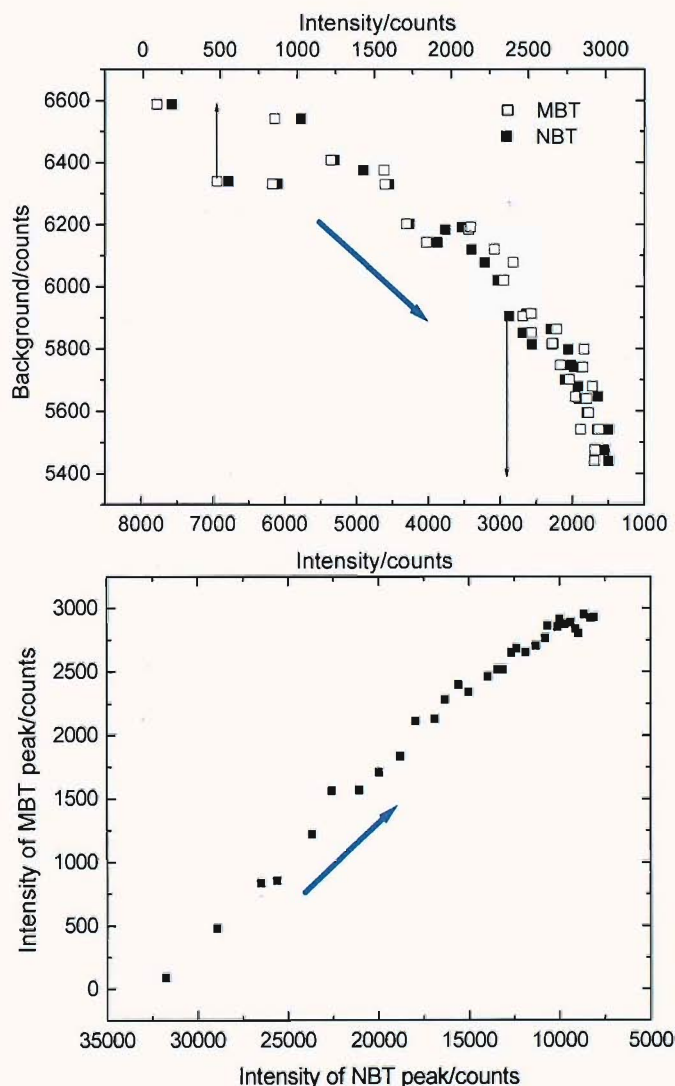 Intensity/counts
0 500 1000 1500 2000 2500 3000
6600
6400
6200
6000
5800
5600
5400
Background/counts
MBT
NBT
8000 7000 6000 5000 4000 3000 2000 1000
Intensity/counts
3000
2500
2000
1500
1000
500
0
Intensity of MBT peak/counts
35000 30000 25000 20000 15000 10000 5000
Intensity of NBT peak/counts